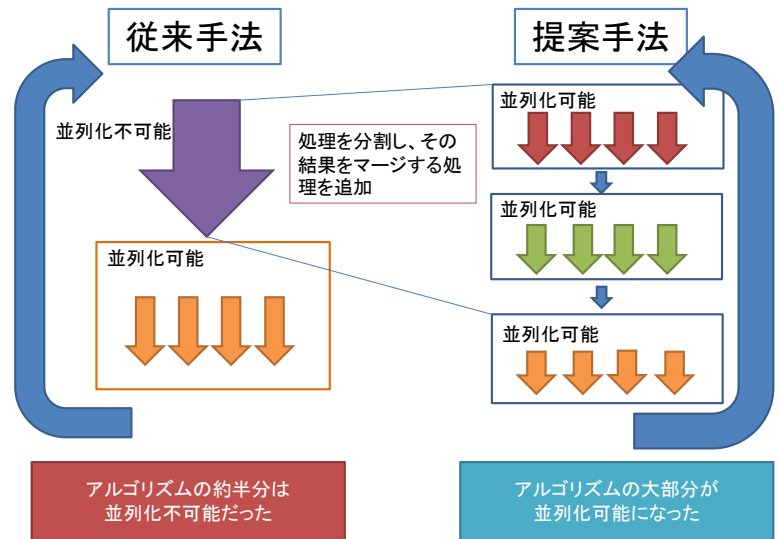 従来手法
並列化不可能
並列化可能
処理を分割し、その
結果をマージする処
理を追加
提案手法
並列化可能
並列化可能
並列化可能
アルゴリズムの約半分は
並列化不可能だった
アルゴリズムの大部分が
並列化可能になった